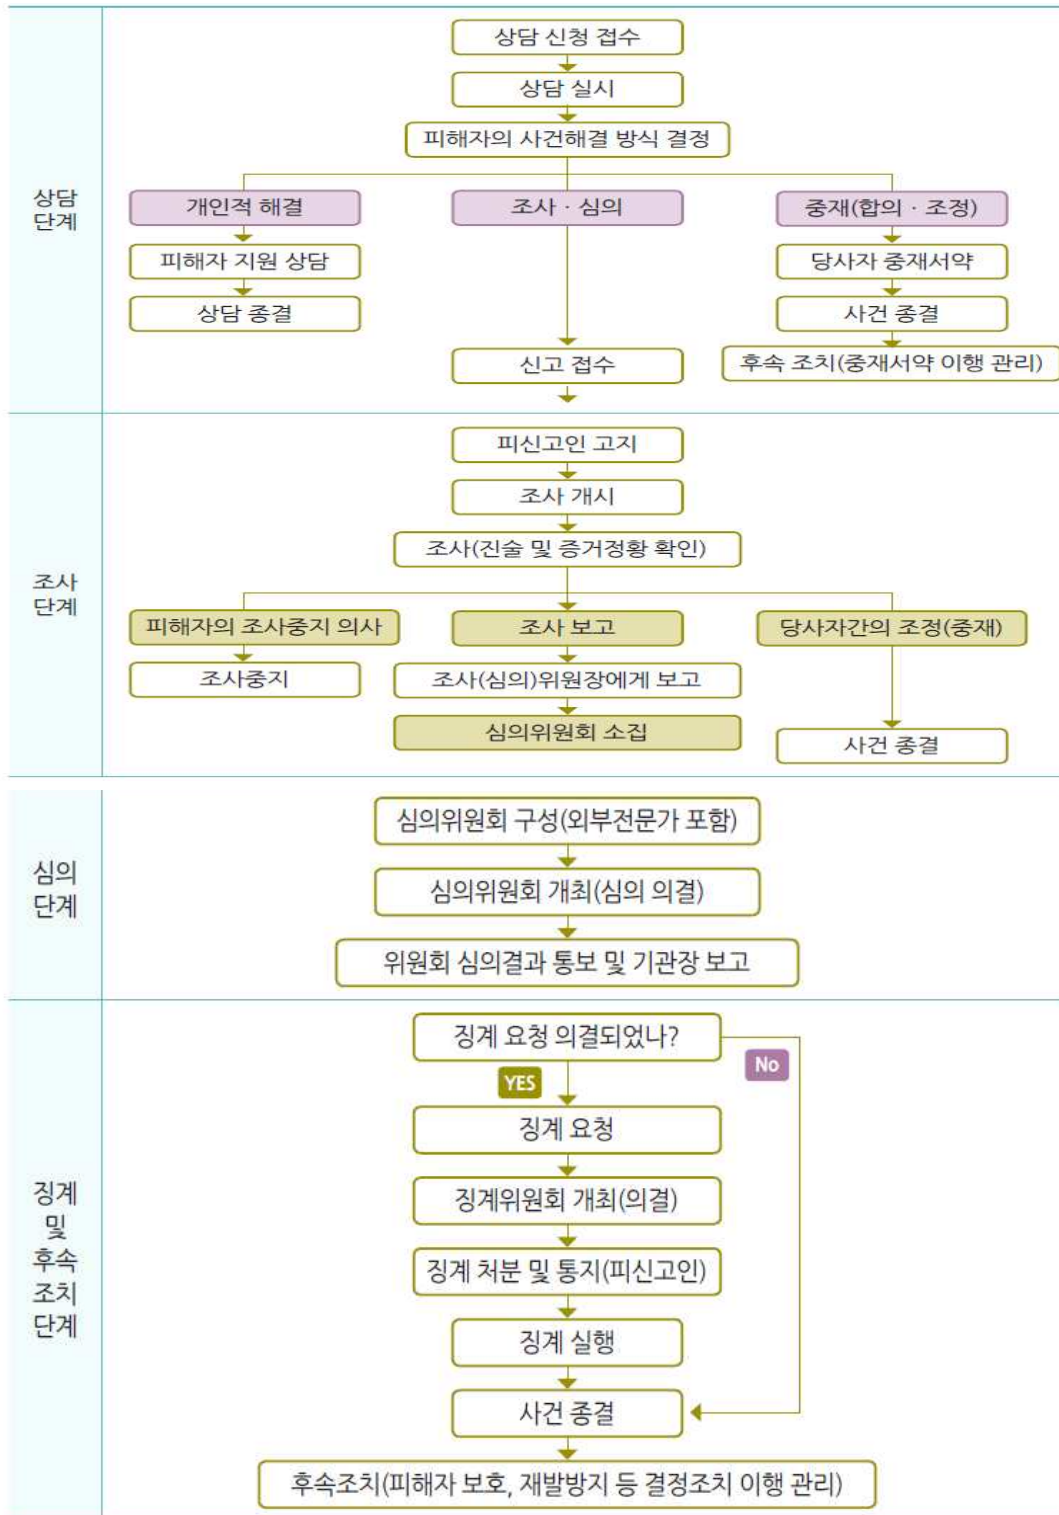 상담 신청 접수
상담 실시
피해자의 사건해결 방식 결정
상담
단계
개인적 해결
조사 · 심의
중재(합의 · 조정)
피해자 지원 상담
당사자 중재서약
상담 종결
사건 종결
신고 접수
후속 조치(중재서약 이행 관리)
피신고인 고지
조사 개시
조사(진술 및 증거정황 확인)
조사
단계
피해자의 조사중지 의사
조사 보고
당사자간의 조정(중재)
조사중지
조사(심의)위원장에게 보고
심의위원회 소집
사건 종결
심의위원회 구성(외부전문가 포함)
심의
단계
심의위원회 개최(심의 의결)
위원회 심의결과 통보 및 기관장 보고
징계 요청 의결되었나?
No
YES
징계 요청
징계
및
후속
조치
단계
징계위원회 개최(의결)
징계 처분 및 통지(피신고인)
징계 실행
사건 종결
후속조치(피해자 보호, 재발방지 등 결정조치 이행 관리)